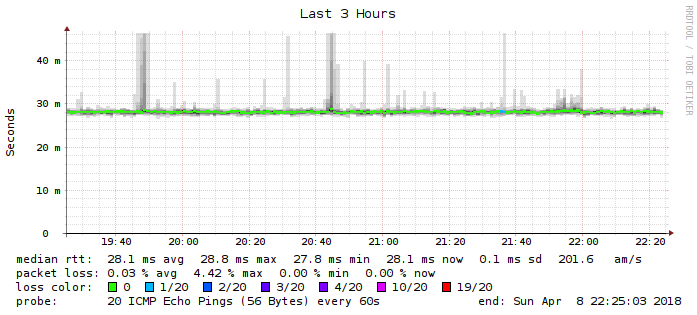 Last 3 Hours
RRDTOOL / TOBI OETIKER
Seconds
40 m
30 m
20 m
10 m
0
19:40 20:00 20:20 20:40 21:00 21:20 21:40 22:00 22:20
median rtt: 28.1 ms avg 28.8 ms max 27.8 ms min 28.1 ms now 0.1 ms sd 201.6 am/s
packet loss: 0.03 % avg 4.42 % max 0.00 % min 0.00 % now
loss color: 0 1/20 2/20 3/20 4/20 10/20 19/20
probe: 20 ICMP Echo Pings (56 Bytes) every 60s end: Sun Apr 8 22:25:03 2018